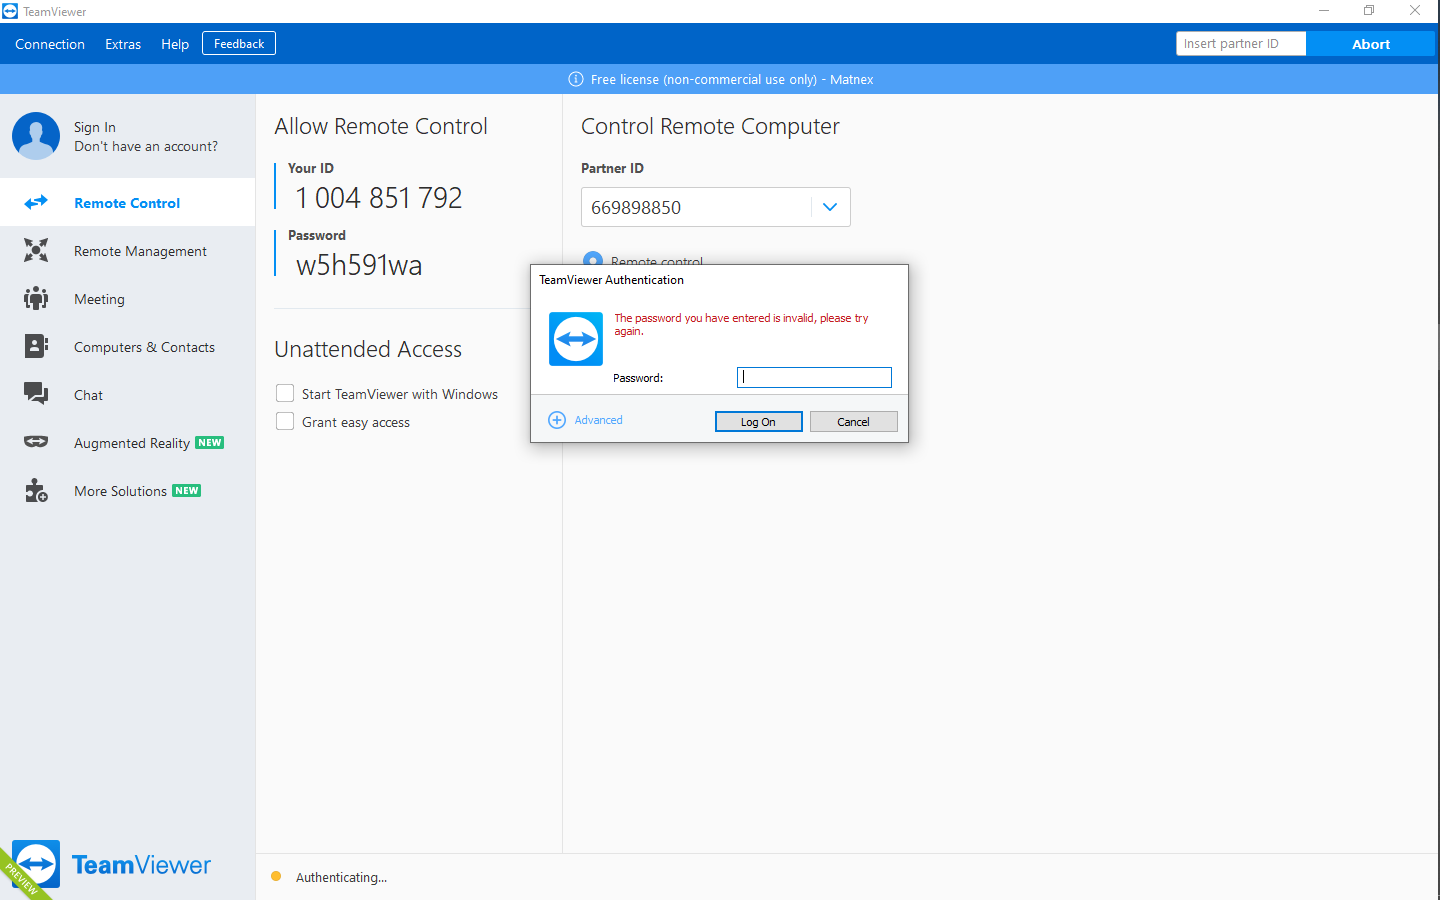 TeamViewer
Connection Extras Help Feedback
Insert partner ID Abort
Free license (non-commercial use only) - Matnex
Sign In
Don't have an account?
Remote Control
Remote Management
Meeting
Computers & Contacts
Chat
Augmented Reality NEW
More Solutions NEW
TeamViewer
PREVIEW
Allow Remote Control
Your ID
1 004 851 792
Password
w5h591wa
Unattended Access
Start TeamViewer with Windows
Grant easy access
Control Remote Computer
Partner ID
669898850
Remote control
TeamViewer Authentication
The password you have entered is invalid, please try
again.
Password:
Advanced
Log On
Cancel
Authenticating...